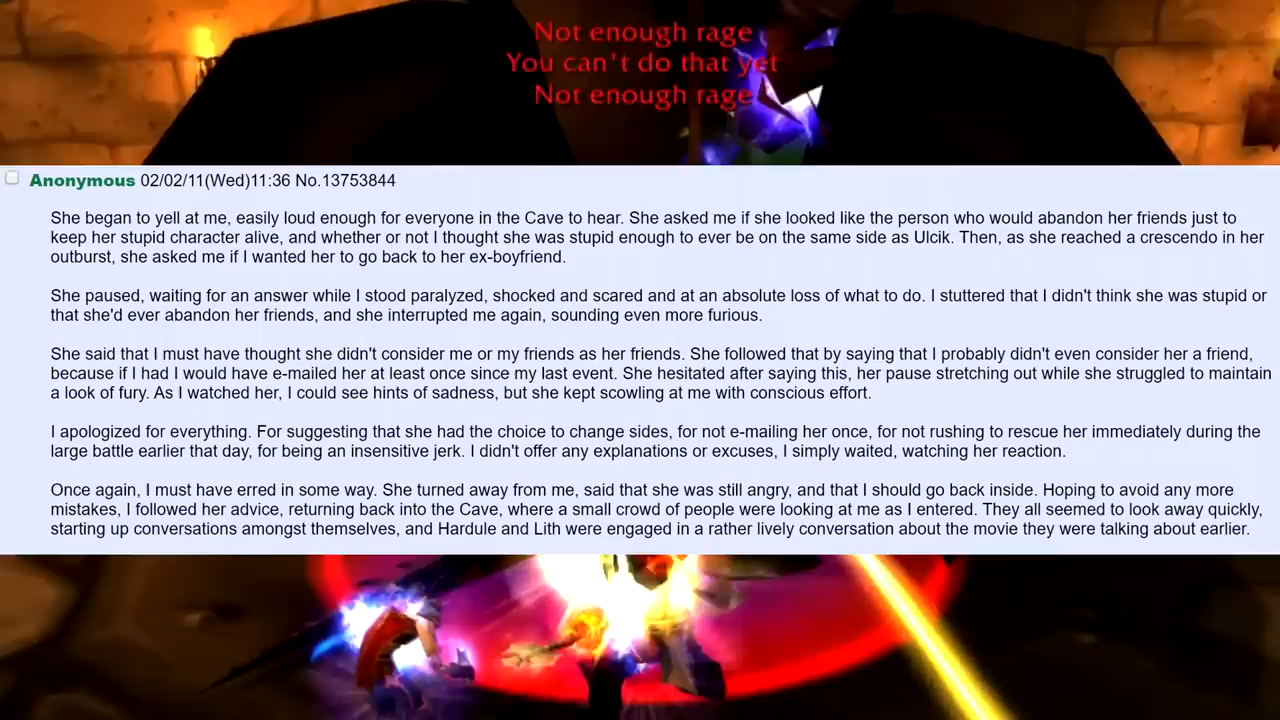 Not enough rage
You can't do that yet
Not enough rage
Anonymous 02/02/11(Wed)11:36 No.13753844
She began to yell at me, easily loud enough for everyone in the Cave to hear. She asked me if she looked like the person who would abandon her friends just to
keep her stupid character alive, and whether or not I thought she was stupid enough to ever be on the same side as Ulcik. Then, as she reached a crescendo in her
outburst, she asked me if I wanted her to go back to her ex-boyfriend.
She paused, waiting for an answer while I stood paralyzed, shocked and scared and at an absolute loss of what to do. I stuttered that I didn't think she was stupid or
that she'd ever abandon her friends, and she interrupted me again, sounding even more furious.
She said that I must have thought she didn't consider me or my friends as her friends. She followed that by saying that I probably didn't even consider her a friend,
because if I had I would have e-mailed her at least once since my last event. She hesitated after saying this, her pause stretching out while she struggled to maintain
a look of fury. As I watched her, I could see hints of sadness, but she kept scowling at me with conscious effort.
I apologized for everything. For suggesting that she had the choice to change sides, for not e-mailing her once, for not rushing to rescue her immediately during the
large battle earlier that day, for being an insensitive jerk. I didn't offer any explanations or excuses, I simply waited, watching her reaction.
Once again, I must have erred in some way. She turned away from me, said that she was still angry, and that I should go back inside. Hoping to avoid any more
mistakes, I followed her advice, returning back into the Cave, where a small crowd of people were looking at me as I entered. They all seemed to look away quickly,
starting up conversations amongst themselves, and Hardule and Lith were engaged in a rather lively conversation about the movie they were talking about earlier.